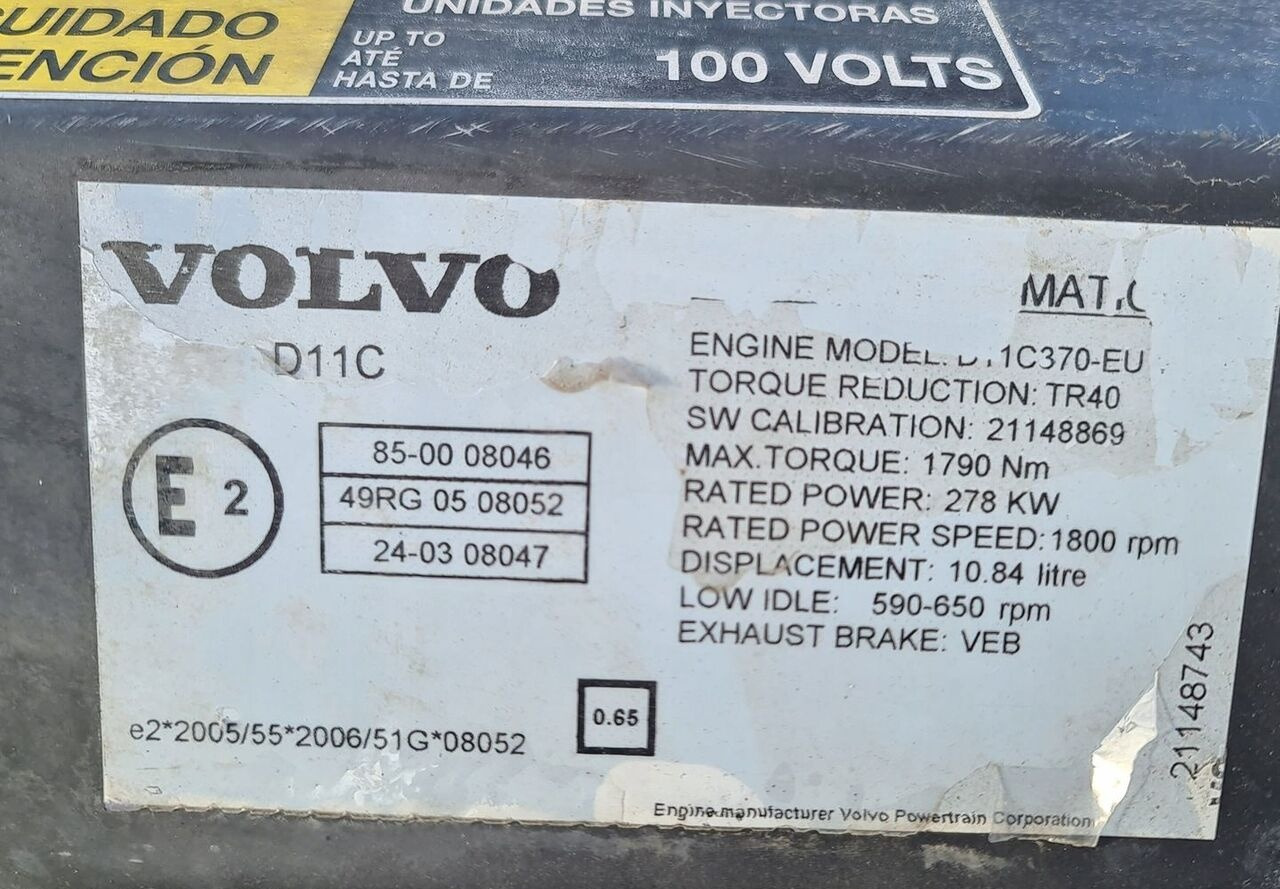 UIDADO
ENCIÓN
UNIDADES INYECTORAS
UP TO
ATÉ
HASTA DE
100 VOLTS
VOLVO
D11C
E 2
85-00 08046
49RG 05 08052
24-03 08047
e2*2005/55*2006/51G*08052
0.65
MAT.
ENGINE MODEL: D11C370-EU
TORQUE REDUCTION: TR40
SW CALIBRATION: 21148869
MAX.TORQUE: 1790 Nm
RATED POWER: 278 KW
RATED POWER SPEED: 1800 rpm
DISPLACEMENT: 10.84 litre
LOW IDLE: 590-650 rpm
EXHAUST BRAKE: VEB
21148743
Engine manufacturer Volvo Powertrain Corporation